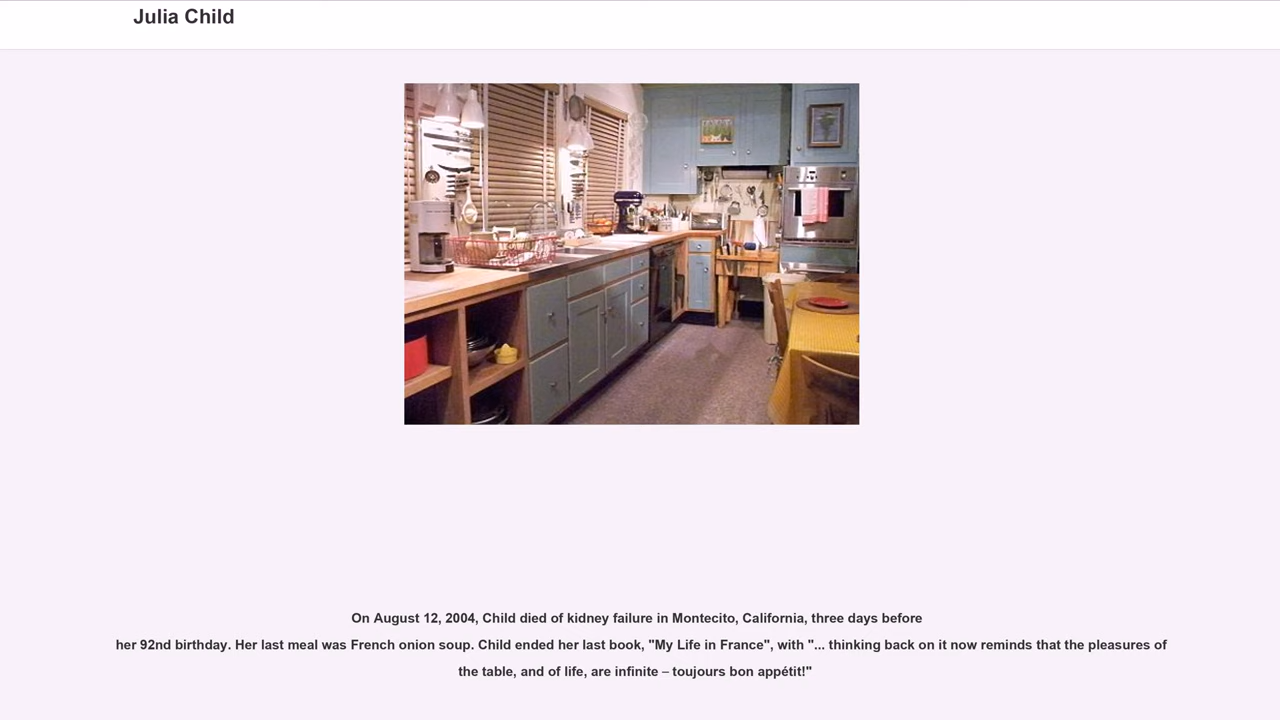 Julia Child
On August 12, 2004, Child died of kidney failure in Montecito, California, three days before
her 92nd birthday. Her last meal was French onion soup. Child ended her last book, "My Life in France", with "... thinking back on it now reminds that the pleasures of
the table, and of life, are infinite – toujours bon appétit!"